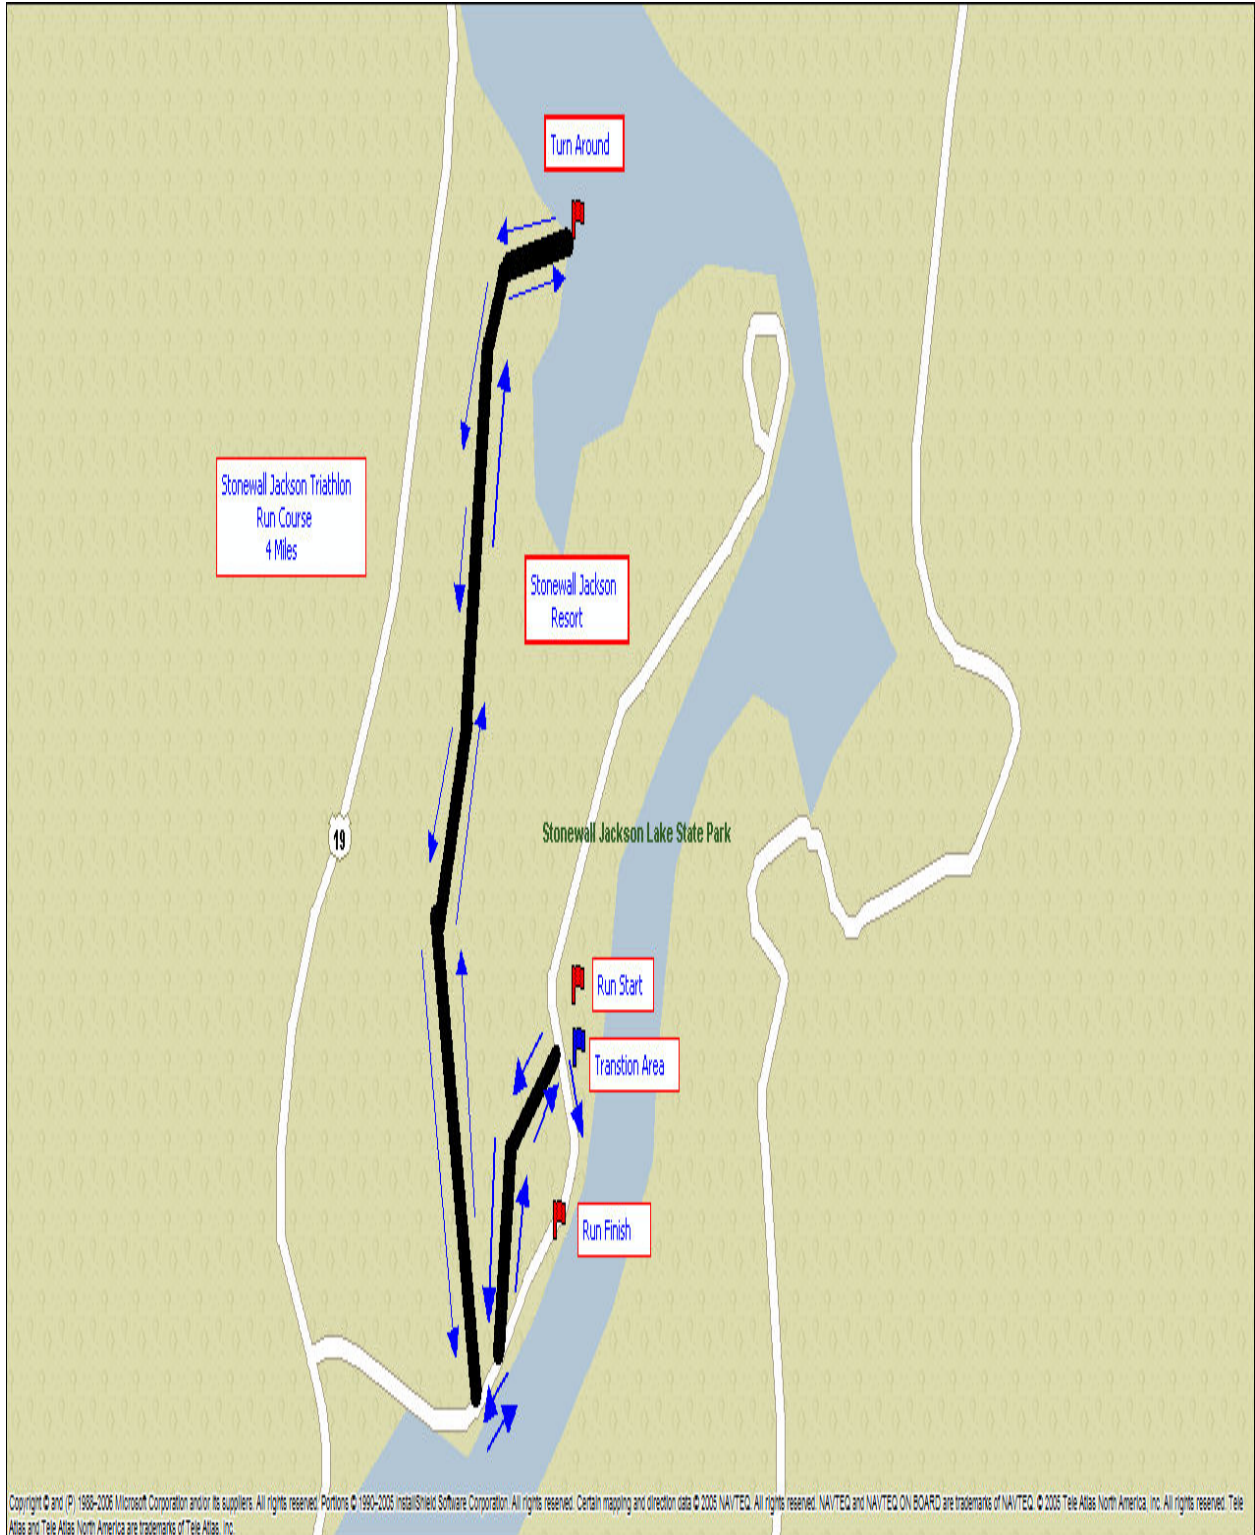 Turn Around
Stonewall Jackson Triathlon
Run Course
4 Miles
Stonewall Jackson
Resort
19
Stonewall Jackson Lake State Park
Run Start
Transtion Area
Run Finish
Copyright © and (P) 1988-2006 Microsoft Corporation and/or its suppliers. All rights reserved. Portions © 1990-2005 InstallShield Software Corporation. All rights reserved. Certain mapping and direction data © 2005 NAVTEQ. All rights reserved. NAVTEQ and NAVTEQ ON BOARD are trademarks of NAVTEQ. © 2005 Tele Atlas North America, Inc. All rights reserved. Tele
Atlas and Tele Atlas North America are trademarks of Tele Atlas, Inc.